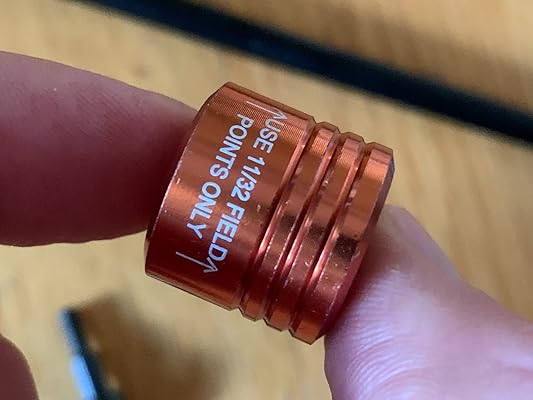 ↑USE 11/32 FIELD↑
POINTS ONLY